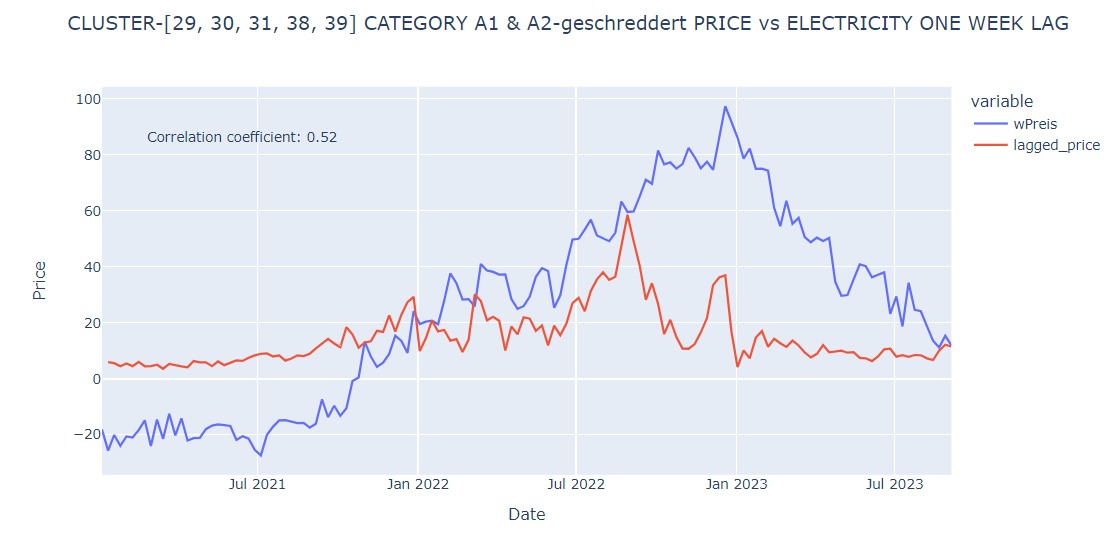 CLUSTER-[29, 30, 31, 38, 39] CATEGORY A1 & A2-geschreddert PRICE vs ELECTRICITY ONE WEEK LAG
variable
wPreis
lagged_price
Correlation coefficient: 0.52
Price
100
80
60
40
20
0
−20
Jul 2021
Jan 2022
Jul 2022
Jan 2023
Jul 2023
Date